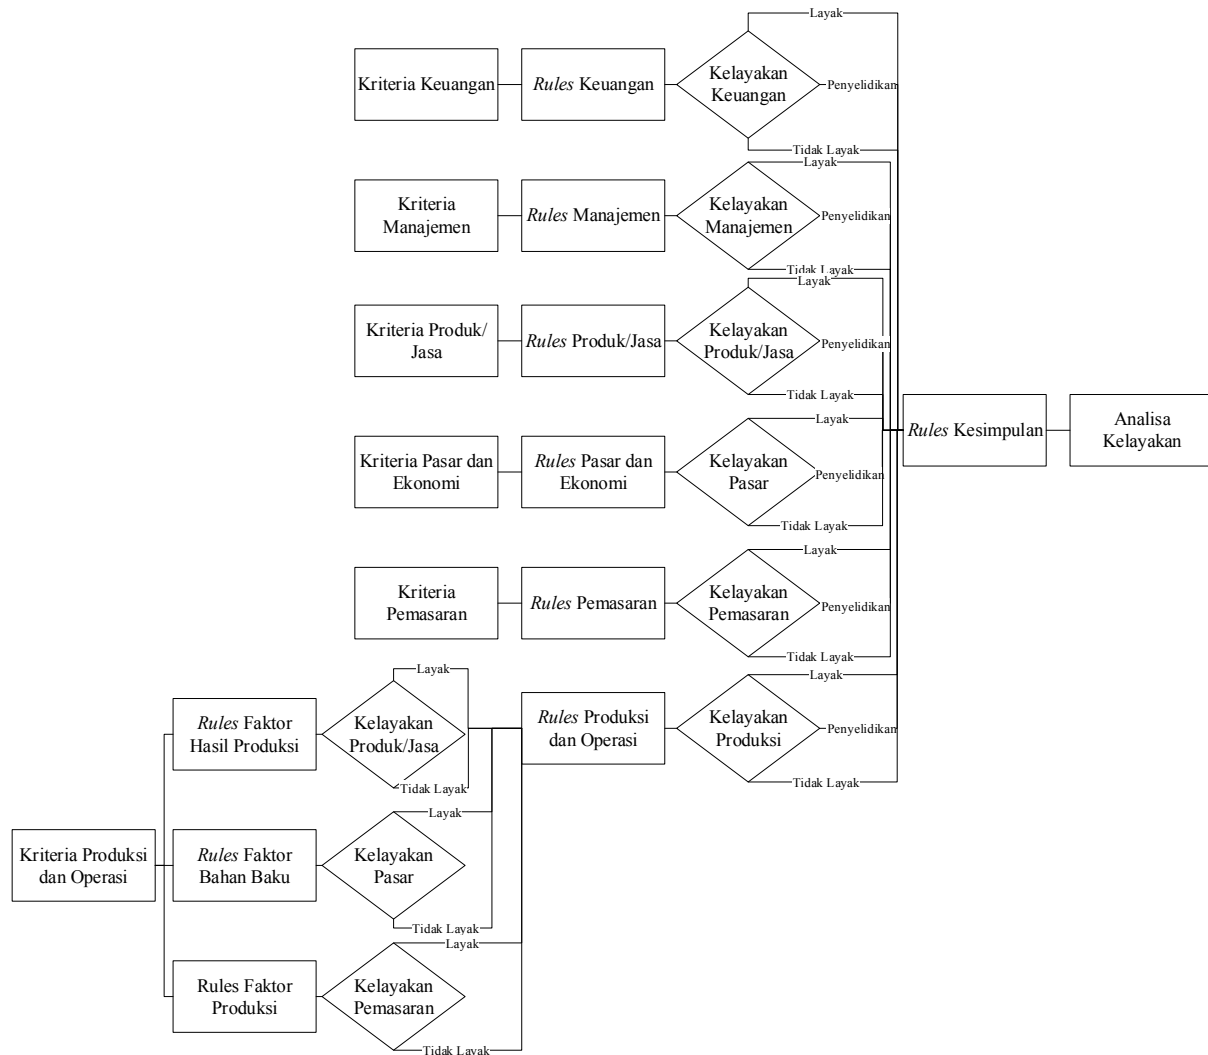 Layak
Kriteria Keuangan
Rules Keuangan
Kelayakan
Keuangan
Penyelidikan
Tidak Layak
Layak
Kriteria
Manajemen
Rules Manajemen
Kelayakan
Manajemen
Penyelidikan
Tidak Layak
Layak
Kriteria Produk/
Jasa
Rules Produk/Jasa
Kelayakan
Produk/Jasa
Penyelidikan
Tidak Layak
Rules Kesimpulan
Analisa
Kelayakan
Layak
Kriteria Pasar dan
Ekonomi
Rules Pasar dan
Ekonomi
Kelayakan
Pasar
Penyelidikan
Tidak Layak
Layak
Kriteria
Pemasaran
Rules Pemasaran
Kelayakan
Pemasaran
Penyelidikan
Tidak Layak
Layak
Layak
Rules Faktor
Hasil Produksi
Kelayakan
Produk/Jasa
Tidak Layak
Rules Produksi
dan Operasi
Kelayakan
Produksi
Penyelidikan
Tidak Layak
Layak
Kriteria Produksi
dan Operasi
Rules Faktor
Bahan Baku
Kelayakan
Pasar
Tidak Layak
Layak
Rules Faktor
Produksi
Kelayakan
Pemasaran
Tidak Layak